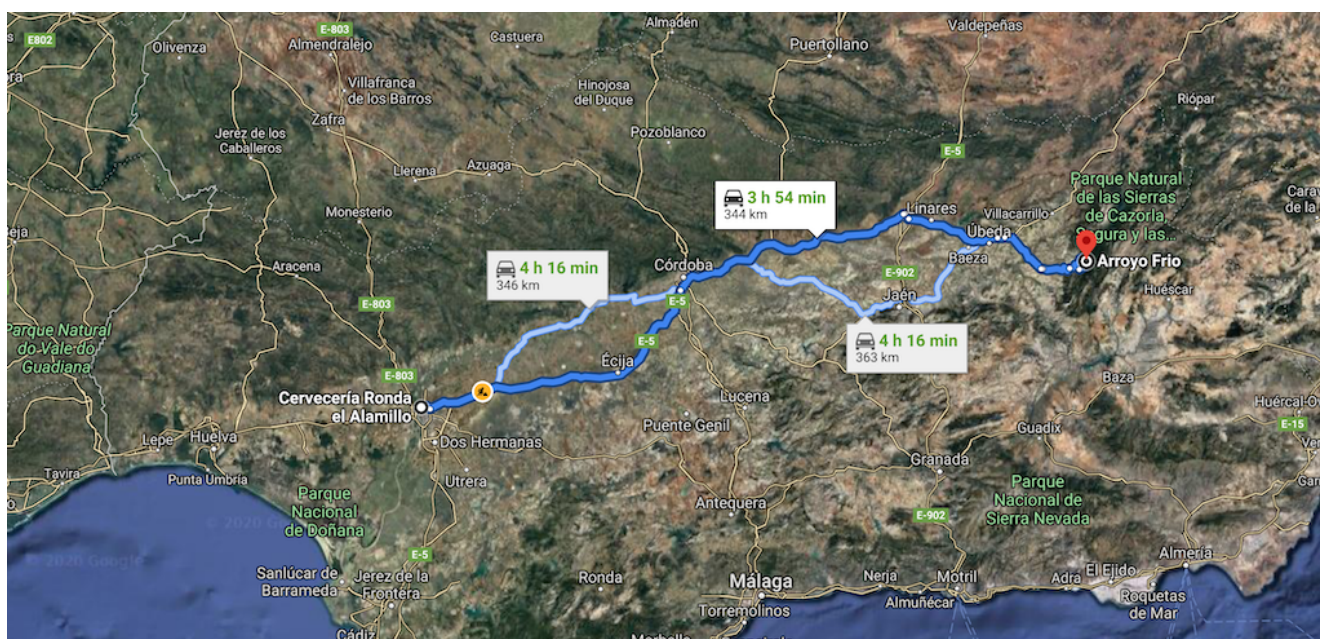 Almadén
Valdepeñas
E802
E-803
Olivenza
Almendralejo
Castuera
Puertollano
Villafranca
de los Barros
Hinojosa
del Duque
Riópar
Zafra
Jeréz de los
Caballeros
Pozoblanco
E-5
Llerena
Azuaga
Parque Natural
de las Sierras
de Cazorla,
Segura y las...
3 h 54 min
344 km
Linares
Villacarrillo
Monesterio
Beja
Úbeda
Baeza
Arroyo Frio
Aracena
4 h 16 min
346 km
Córdoba
E-902
Huéscar
E-803
E-5
Jaén
Parque Natural
do Vale do
Guadiana
E-5
4 h 16 min
363 km
Écija
E-803
Baza
Cervecería Ronda
el Alamillo
Lucena
Puente Genil
E-15
Lepe
Huelva
Dos Hermanas
Guadix
Tavira
Punta Umbría
Utrera
Granada
Parque
Nacional
de Doñana
Antequera
Parque
Nacional de
Sierra Nevada
E-902
© 2020 Google
E-5
Almería
Sanlúcar de
Barrameda
Jerez de la
Frontera
Ronda
Málaga
Nerja
Motril
Adra
El Ejido
Almuñécar
Roquetas
de Mar
Torremolinos
Cádiz